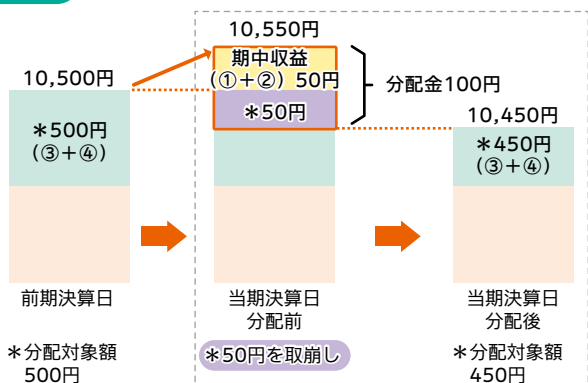 10,550円
期中収益
(①+②) 50円
＊50円
分配金100円
10,500円
＊500円
(③+④)
10,450円
＊450円
(③+④)
前期決算日
当期決算日
分配前
当期決算日
分配後
＊分配対象額
500円
＊50円を取崩し
＊分配対象額
450円